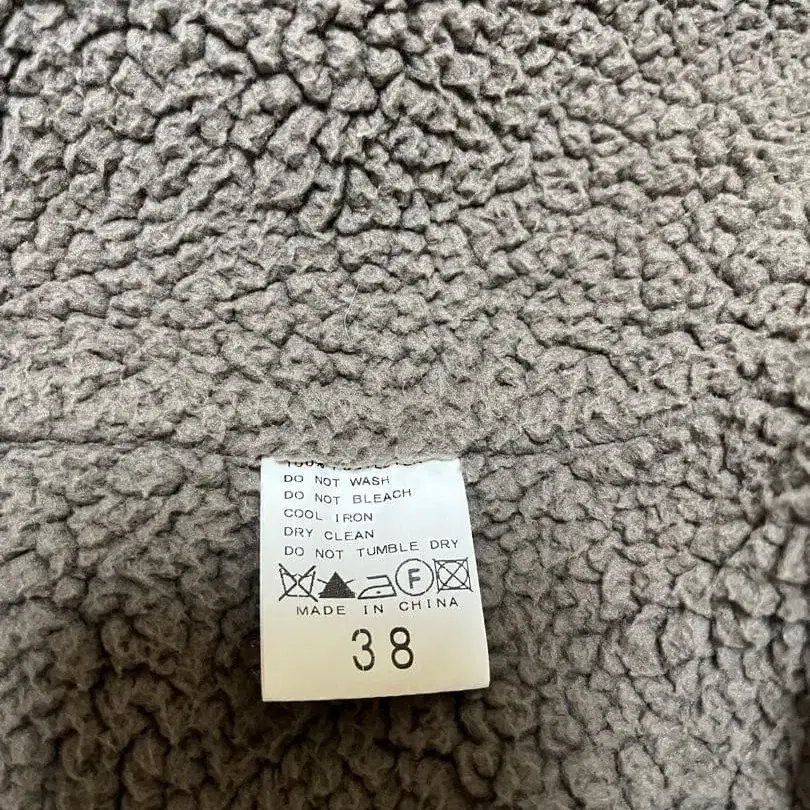 DO NOT WASH
DO NOT BLEACH
COOL IRON
DRY CLEAN
DO NOT TUMBLE DRY
F
MADE IN CHINA
38